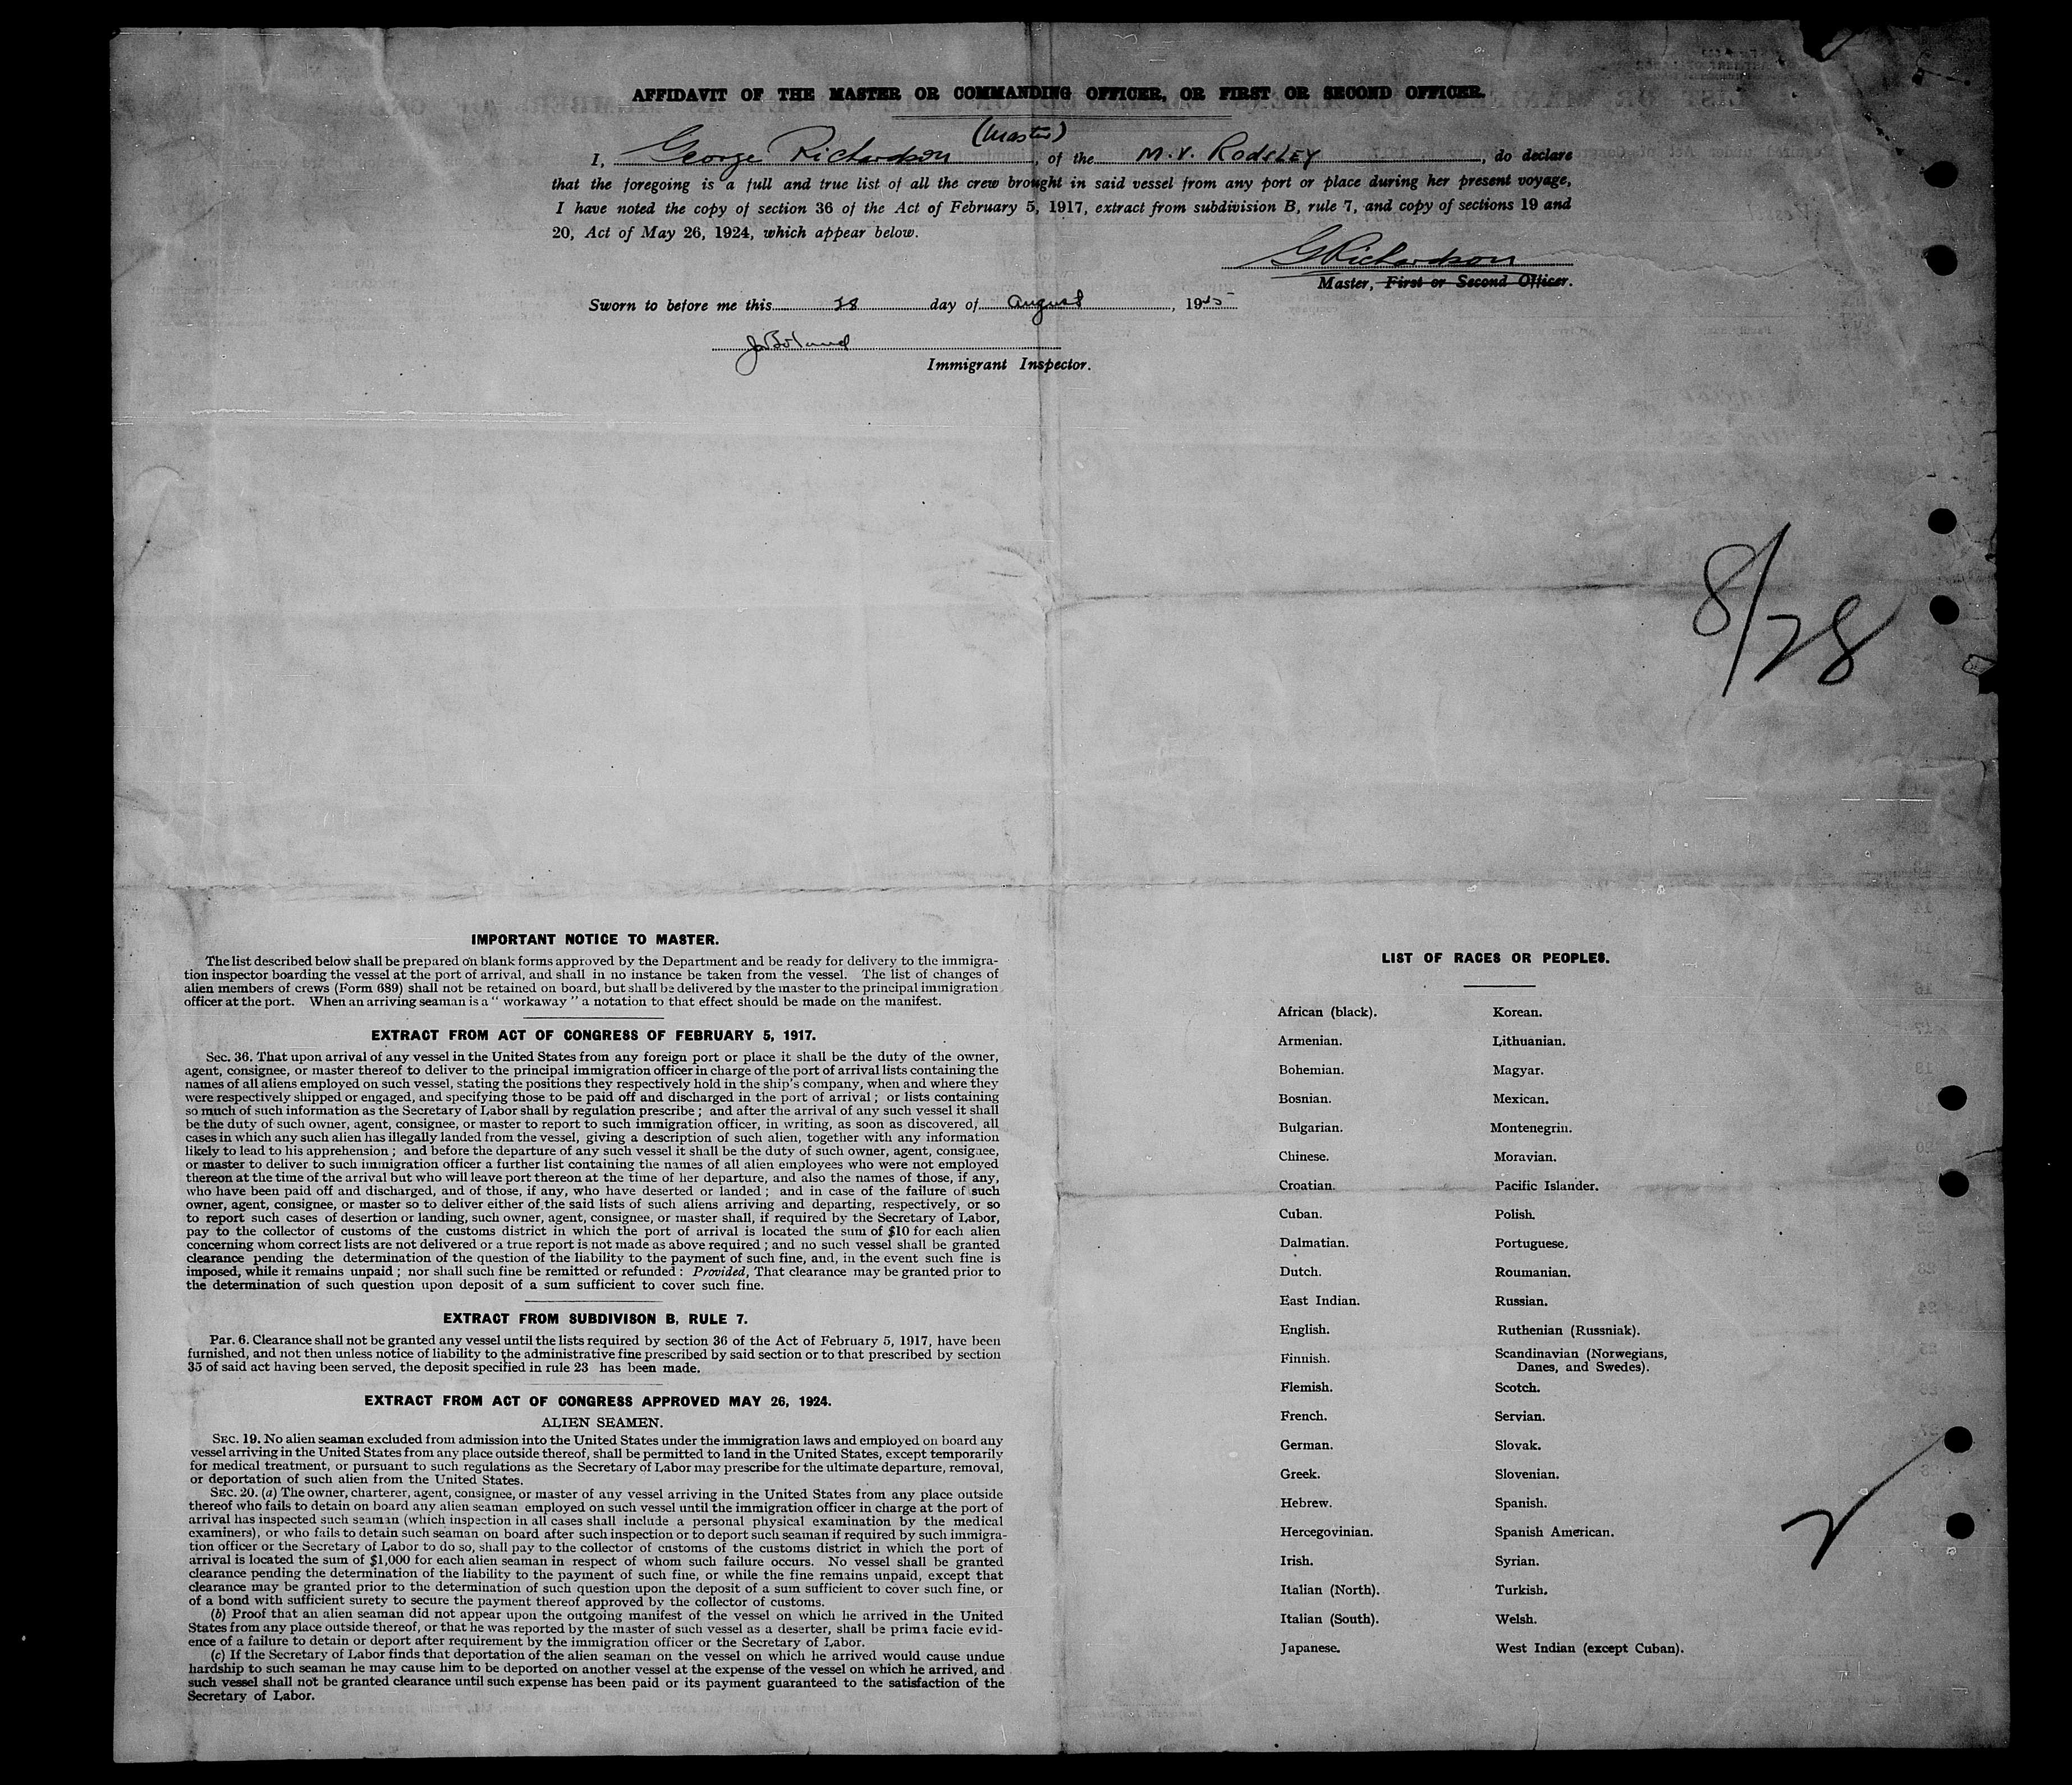 AFFIDAVIT OF THE MASTER OR COMMANDING OFFICER, OR FIRST OR SECOND OFFICER.
(Master)
I, George Richardson, of the M.V. RODSLEY, do declare
that the foregoing is a full and true list of all the crew brought in said vessel from any port or place during her present voyage,
I have noted the copy of section 36 of the Act of February 5, 1917, extract from subdivision B, rule 7, and copy of sections 19 and
20, Act of May 26, 1924, which appear below.
G Richardson
Master, First or Second Officer.
Sworn to before me this 28 day of August, 1945
Immigrant Inspector.
8/28
IMPORTANT NOTICE TO MASTER.
The list described below shall be prepared on blank forms approved by the Department and be ready for delivery to the immigra-
tion inspector boarding the vessel at the port of arrival, and shall in no instance be taken from the vessel. The list of changes of
alien members of crews (Form 689) shall not be retained on board, but shall be delivered by the master to the principal immigration
officer at the port. When an arriving seaman is a " workaway " a notation to that effect should be made on the manifest.
EXTRACT FROM ACT OF CONGRESS OF FEBRUARY 5, 1917.
Sec. 36. That upon arrival of any vessel in the United States from any foreign port or place it shall be the duty of the owner,
agent, consignee, or master thereof to deliver to the principal immigration officer in charge of the port of arrival lists containing the
names of all aliens employed on such vessel, stating the positions they respectively hold in the ship's company, when and where they
were respectively shipped or engaged, and specifying those to be paid off and discharged in the port of arrival ; or lists containing
so much of such information as the Secretary of Labor shall by regulation prescribe ; and after the arrival of any such vessel it shall
be the duty of such owner, agent, consignee, or master to report to such immigration officer, in writing, as soon as discovered, all
cases in which any such alien has illegally landed from the vessel, giving a description of such alien, together with any information
likely to lead to his apprehension ; and before the departure of any such vessel it shall be the duty of such owner, agent, consignee,
or master to deliver to such immigration officer a further list containing the names of all alien employees who were not employed
thereon at the time of the arrival but who will leave port thereon at the time of her departure, and also the names of those, if any,
who have been paid off and discharged, and of those, if any, who have deserted or landed ; and in case of the failure of such
owner, agent, consignee, or master so to deliver either of the said lists of such aliens arriving and departing, respectively, or so
to report such cases of desertion or landing, such owner, agent, consignee, or master shall, if required by the Secretary of Labor,
pay to the collector of customs of the customs district in which the port of arrival is located the sum of $10 for each alien
concerning whom correct lists are not delivered or a true report is not made as above required ; and no such vessel shall be granted
clearance pending the determination of the question of the liability to the payment of such fine, and, in the event such fine is
imposed, while it remains unpaid ; nor shall such fine be remitted or refunded : Provided, That clearance may be granted prior to
the determination of such question upon deposit of a sum sufficient to cover such fine.
EXTRACT FROM SUBDIVISON B, RULE 7.
Par. 6. Clearance shall not be granted any vessel until the lists required by section 36 of the Act of February 5, 1917, have been
furnished, and not then unless notice of liability to the administrative fine prescribed by said section or to that prescribed by section
35 of said act having been served, the deposit specified in rule 23 has been made.
EXTRACT FROM ACT OF CONGRESS APPROVED MAY 26, 1924.
ALIEN SEAMEN.
SEC. 19. No alien seaman excluded from admission into the United States under the immigration laws and employed on board any
vessel arriving in the United States from any place outside thereof, shall be permitted to land in the United States, except temporarily
for medical treatment, or pursuant to such regulations as the Secretary of Labor may prescribe for the ultimate departure, removal,
or deportation of such alien from the United States.
SEC. 20. (a) The owner, charterer, agent, consignee, or master of any vessel arriving in the United States from any place outside
thereof who fails to detain on board any alien seaman employed on such vessel until the immigration officer in charge at the port of
arrival has inspected such seaman (which inspection in all cases shall include a personal physical examination by the medical
examiners), or who fails to detain such seaman on board after such inspection or to deport such seaman if required by such immigra-
tion officer or the Secretary of Labor to do so, shall pay to the collector of customs of the customs district in which the port of
arrival is located the sum of $1,000 for each alien seaman in respect of whom such failure occurs. No vessel shall be granted
clearance pending the determination of the liability to the payment of such fine, or while the fine remains unpaid, except that
clearance may be granted prior to the determination of such question upon the deposit of a sum sufficient to cover such fine, or
of a bond with sufficient surety to secure the payment thereof approved by the collector of customs.
(b) Proof that an alien seaman did not appear upon the outgoing manifest of the vessel on which he arrived in the United
States from any place outside thereof, or that he was reported by the master of such vessel as a deserter, shall be prima facie evid-
ence of a failure to detain or deport after requirement by the immigration officer or the Secretary of Labor.
(c) If the Secretary of Labor finds that deportation of the alien seaman on the vessel on which he arrived would cause undue
hardship to such seaman he may cause him to be deported on another vessel at the expense of the vessel on which he arrived, and
such vessel shall not be granted clearance until such expense has been paid or its payment guaranteed to the satisfaction of the
Secretary of Labor.
LIST OF RACES OR PEOPLES.
African (black).
Armenian.
Bohemian.
Bosnian.
Bulgarian.
Chinese.
Croatian.
Cuban.
Dalmatian.
Dutch.
East Indian.
English.
Finnish.
Flemish.
French.
German.
Greek.
Hebrew.
Hercegovinian.
Irish.
Italian (North).
Italian (South).
Japanese.
Korean.
Lithuanian.
Magyar.
Mexican.
Montenegrin.
Moravian.
Pacific Islander.
Polish.
Portuguese.
Roumanian.
Russian.
Ruthenian (Russniak).
Scandinavian (Norwegians,
Danes, and Swedes).
Scotch.
Servian.
Slovak.
Slovenian.
Spanish.
Spanish American.
Syrian.
Turkish.
Welsh.
West Indian (except Cuban).